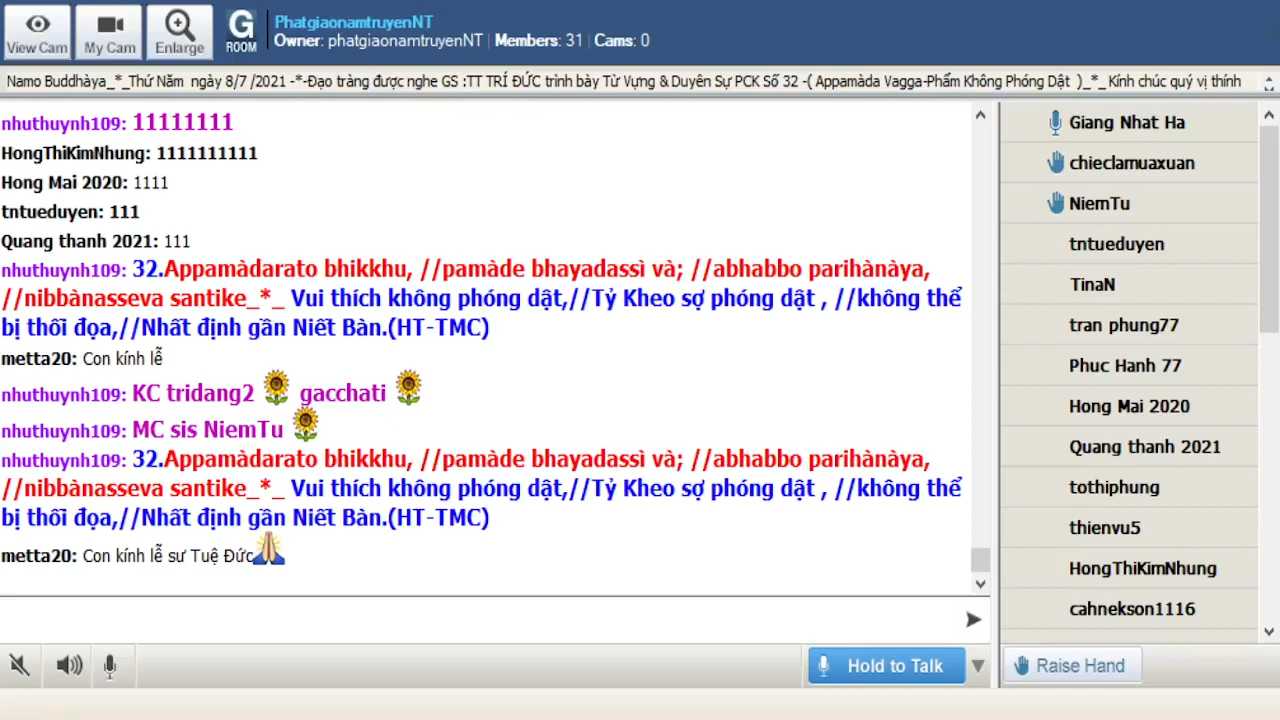 View Cam
My Cam
Enlarge
G
ROOM
PhatgiaonamtruyenNT
Owner: phatgiaonamtruyenNT | Members: 31 | Cams: 0
Namo Buddhàya_*_Thứ Năm ngày 8/7 /2021 -*-Đạo tràng được nghe GS :TT TRÍ ĐỨC trình bày Từ Vựng & Duyên Sự PCK Số 32 -( Appamàda Vagga-Phẩm Không Phóng Dật )_*_ Kính chúc quý vị thính
nhuthuynh109: 11111111
HongThiKimNhung: 1111111111
Hong Mai 2020: 1111
tntueduyen: 111
Quang thanh 2021: 111
nhuthuynh109: 32.Appamàdarato bhikkhu, //pamàde bhayadassì và; //abhabbo parihànàya,
//nibbànasseva santike_*_ Vui thích không phóng dật,//Tỷ Kheo sợ phóng dật , //không thể
bị thối đọa,//Nhất định gần Niết Bàn.(HT-TMC)
metta20: Con kính lễ
nhuthuynh109: KC tridang2 gacchati
nhuthuynh109: MC sis NiemTu
nhuthuynh109: 32.Appamàdarato bhikkhu, //pamàde bhayadassì và; //abhabbo parihànàya,
//nibbànasseva santike_*_ Vui thích không phóng dật,//Tỷ Kheo sợ phóng dật , //không thể
bị thối đọa,//Nhất định gần Niết Bàn.(HT-TMC)
metta20: Con kính lễ sư Tuệ Đức
Hold to Talk
Giang Nhat Ha
chieclamuaxuan
NiemTu
tntueduyen
TinaN
tran phung77
Phuc Hanh 77
Hong Mai 2020
Quang thanh 2021
tothiphung
thienvu5
HongThiKimNhung
cahnekson1116
Raise Hand